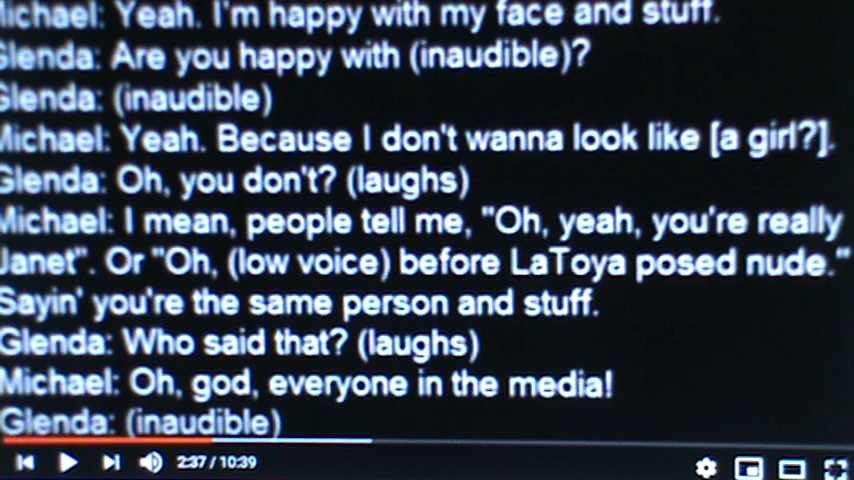 Michael: Yeah. I'm happy with my face and stuff.
Glenda: Are you happy with (inaudible)?
Glenda: (inaudible)
Michael: Yeah. Because I don't wanna look like [a girl?].
Glenda: Oh, you don't? (laughs)
Michael: I mean, people tell me, "Oh, yeah, you're really
Janet". Or "Oh, (low voice) before LaToya posed nude."
Sayin' you're the same person and stuff.
Glenda: Who said that? (laughs)
Michael: Oh, god, everyone in the media!
Glenda: (inaudible)
2:37 / 10:39